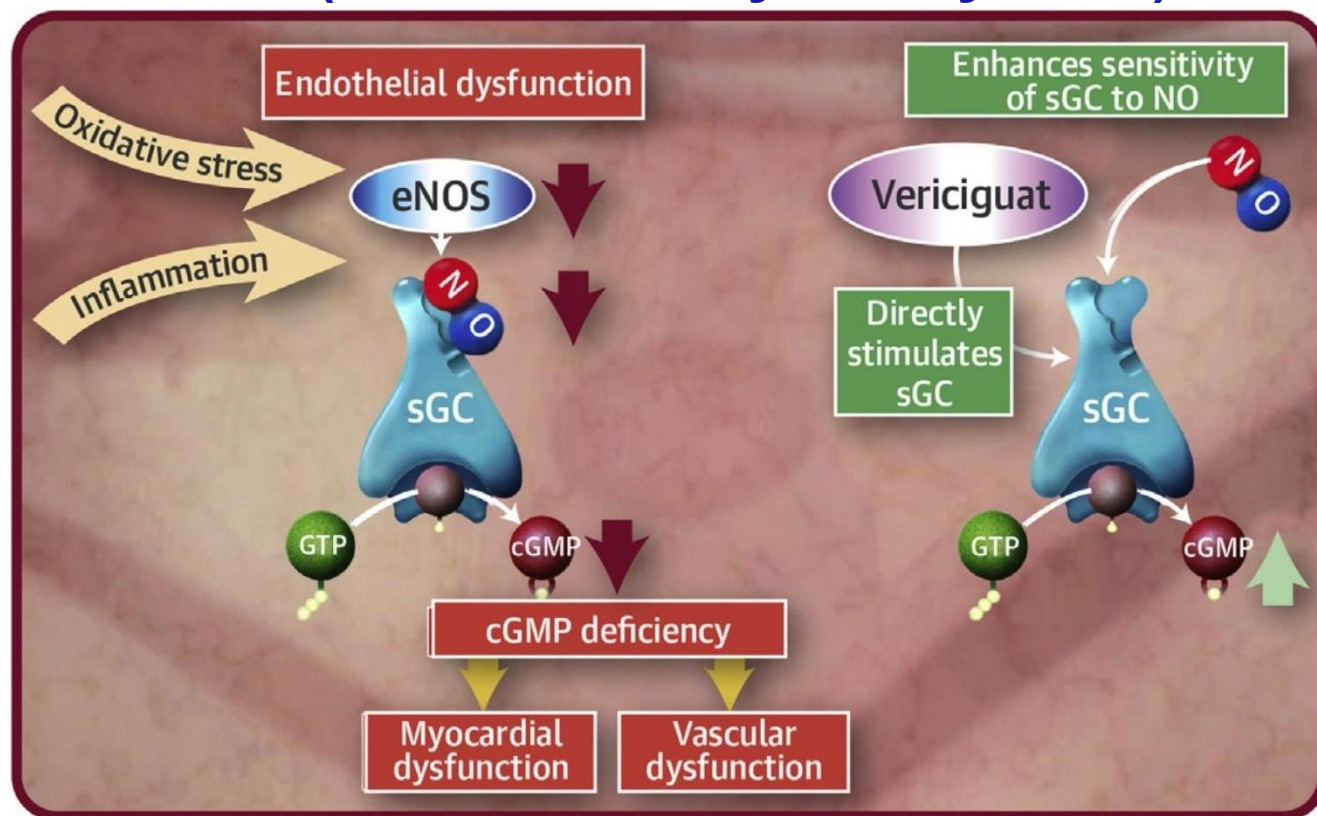 Endothelial dysfunction
Oxidative stress
Inflammation
eNOS
N
O
sGC
GTP
cGMP
cGMP deficiency
Myocardial
dysfunction
Vascular
dysfunction
Enhances sensitivity
of sGC to NO
Vericiguat
N
O
Directly
stimulates
sGC
sGC
GTP
cGMP